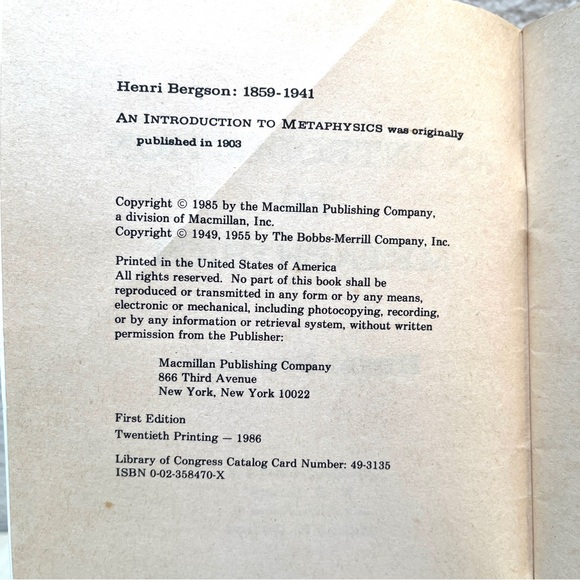 Henri Bergson: 1859-1941
AN INTRODUCTION TO METAPHYSICS was originally
published in 1903
Copyright © 1985 by the Macmillan Publishing Company,
a division of Macmillan, Inc.
Copyright © 1949, 1955 by The Bobbs-Merrill Company, Inc.
Printed in the United States of America
All rights reserved. No part of this book shall be
reproduced or transmitted in any form or by any means,
electronic or mechanical, including photocopying, recording,
or by any information or retrieval system, without written
permission from the Publisher:
Macmillan Publishing Company
866 Third Avenue
New York, New York 10022
First Edition
Twentieth Printing — 1986
Library of Congress Catalog Card Number: 49-3135
ISBN 0-02-358470-X